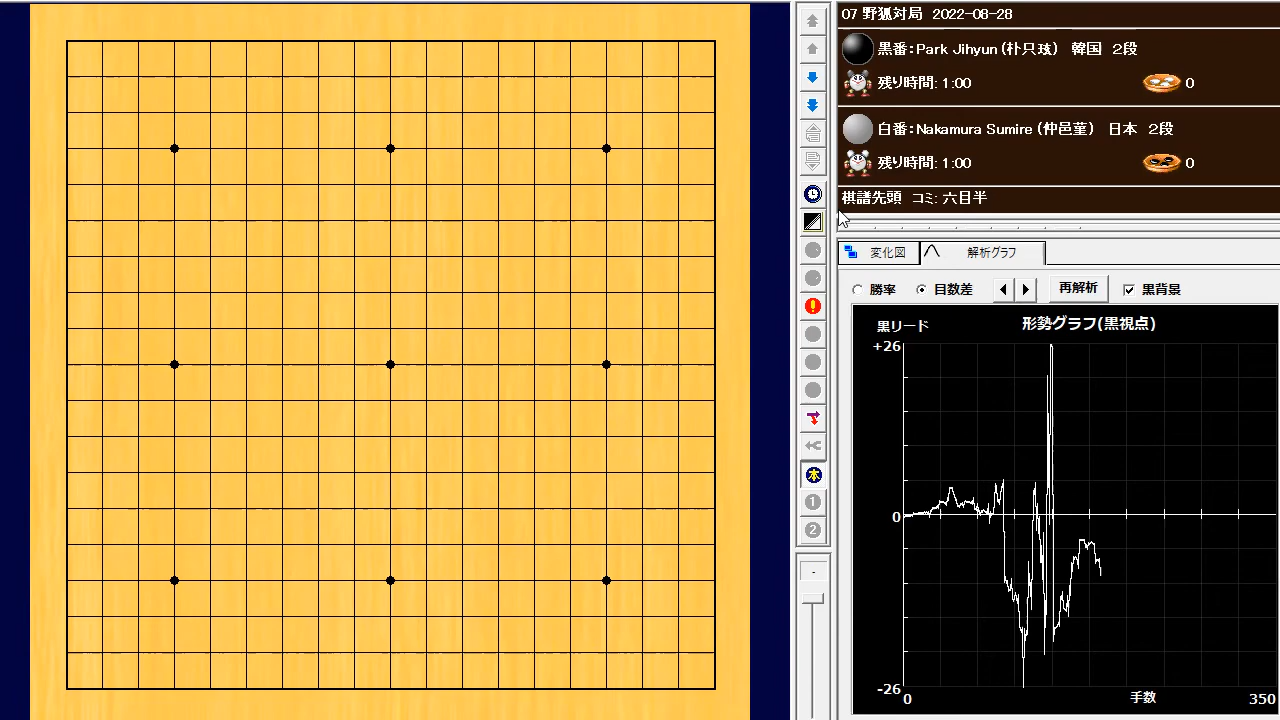 07 野狐対局 2022-03-28
黒番:Park Jihyun (朴只玹) 韓国 2段
残り時間: 1:00
0
番:Nakamura Sumire (仲邑菫) 日本 2段
時間: 1:00
0
棋譜先頭 コミ: 六目半
変化図
解析グラフ
勝率
目数差
再解析
黒背景
黒リード
形勢グラフ(黒視点)
+26
0
-26
0
手数
350
本
1
2
-